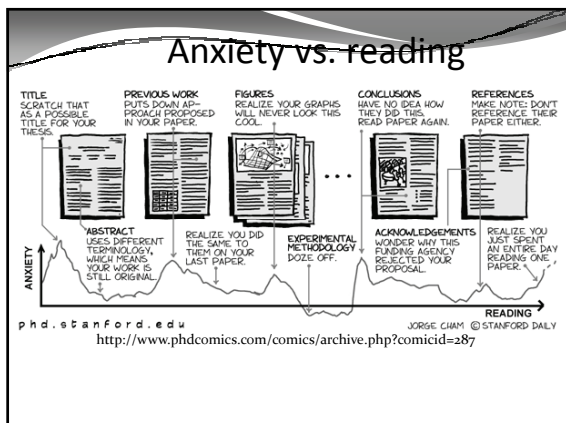 Anxiety vs. reading
TITLE
SCRATCH THAT
AS A POSSIBLE
TITLE FOR YOUR
THESIS.
PREVIOUS WORK
PUTS DOWN AP-
PROACH PROPOSED
IN YOUR PAPER.
FIGURES
REALIZE YOUR GRAPHS
WILL NEVER LOOK THIS
COOL.
CONCLUSIONS
HAVE NO IDEA HOW
THEY DID THIS.
READ PAPER AGAIN.
REFERENCES
MAKE NOTE: DON'T
REFERENCE THEIR
PAPER EITHER.
ABSTRACT
USES DIFFERENT
TERMINOLOGY,
WHICH MEANS
YOUR WORK IS
STILL ORIGINAL.
REALIZE YOU DID
THE SAME TO
THEM ON YOUR
LAST PAPER.
EXPERIMENTAL
METHODOLOGY
DOZE OFF.
ACKNOWLEDGEMENTS
WONDER WHY THIS
FUNDING AGENCY
REJECTED YOUR
PROPOSAL.
REALIZE YOU
JUST SPENT
AN ENTIRE DAY
READING ONE
PAPER.
ANXIETY
READING
phd.stanford.edu
JORGE CHAM ©STANFORD DAILY
http://www.phdcomics.com/comics/archive.php?comicid=287